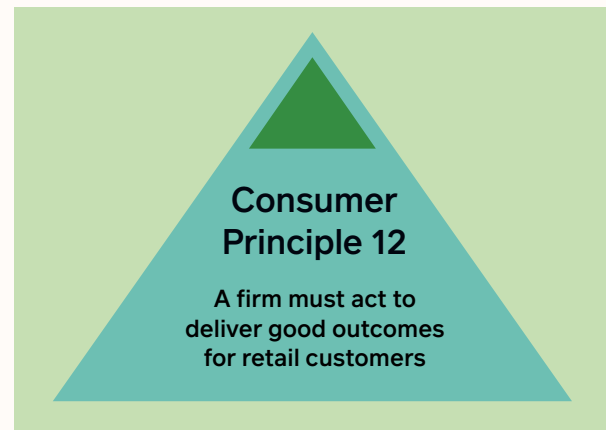 Consumer
Principle 12
A firm must act to
deliver good outcomes
for retail customers